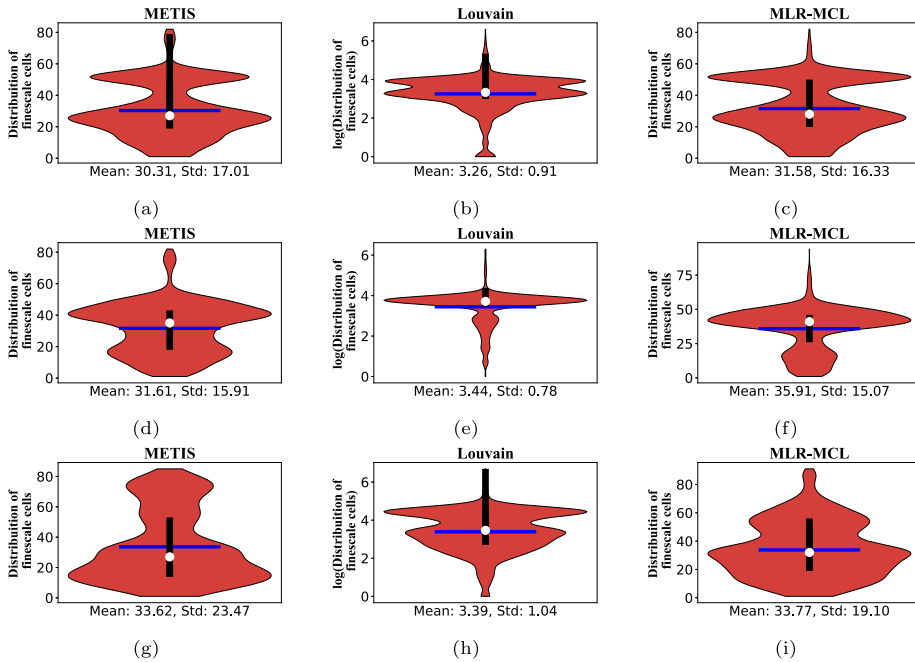 METIS
Louvain
MLR-MCL
Distribuition of
finescale cells
80
60
40
20
0
log(Distribuition of
finescale cells)
6
4
2
0
Distribuition of
finescale cells
80
60
40
20
0
Mean: 30.31, Std: 17.01
Mean: 3.26, Std: 0.91
Mean: 31.58, Std: 16.33
(a)
(b)
(c)
METIS
Louvain
MLR-MCL
Distribuition of
finescale cells
80
60
40
20
0
log(Distribuition of
finescale cells)
6
4
2
0
Distribuition of
finescale cells
75
50
25
0
Mean: 31.61, Std: 15.91
Mean: 3.44, Std: 0.78
Mean: 35.91, Std: 15.07
(d)
(e)
(f)
METIS
Louvain
MLR-MCL
Distribuition of
finescale cells
80
60
40
20
0
log(Distribuition of
finescale cells)
6
4
2
0
Distribuition of
finescale cells
80
60
40
20
0
Mean: 33.62, Std: 23.47
Mean: 3.39, Std: 1.04
Mean: 33.77, Std: 19.10
(g)
(h)
(i)